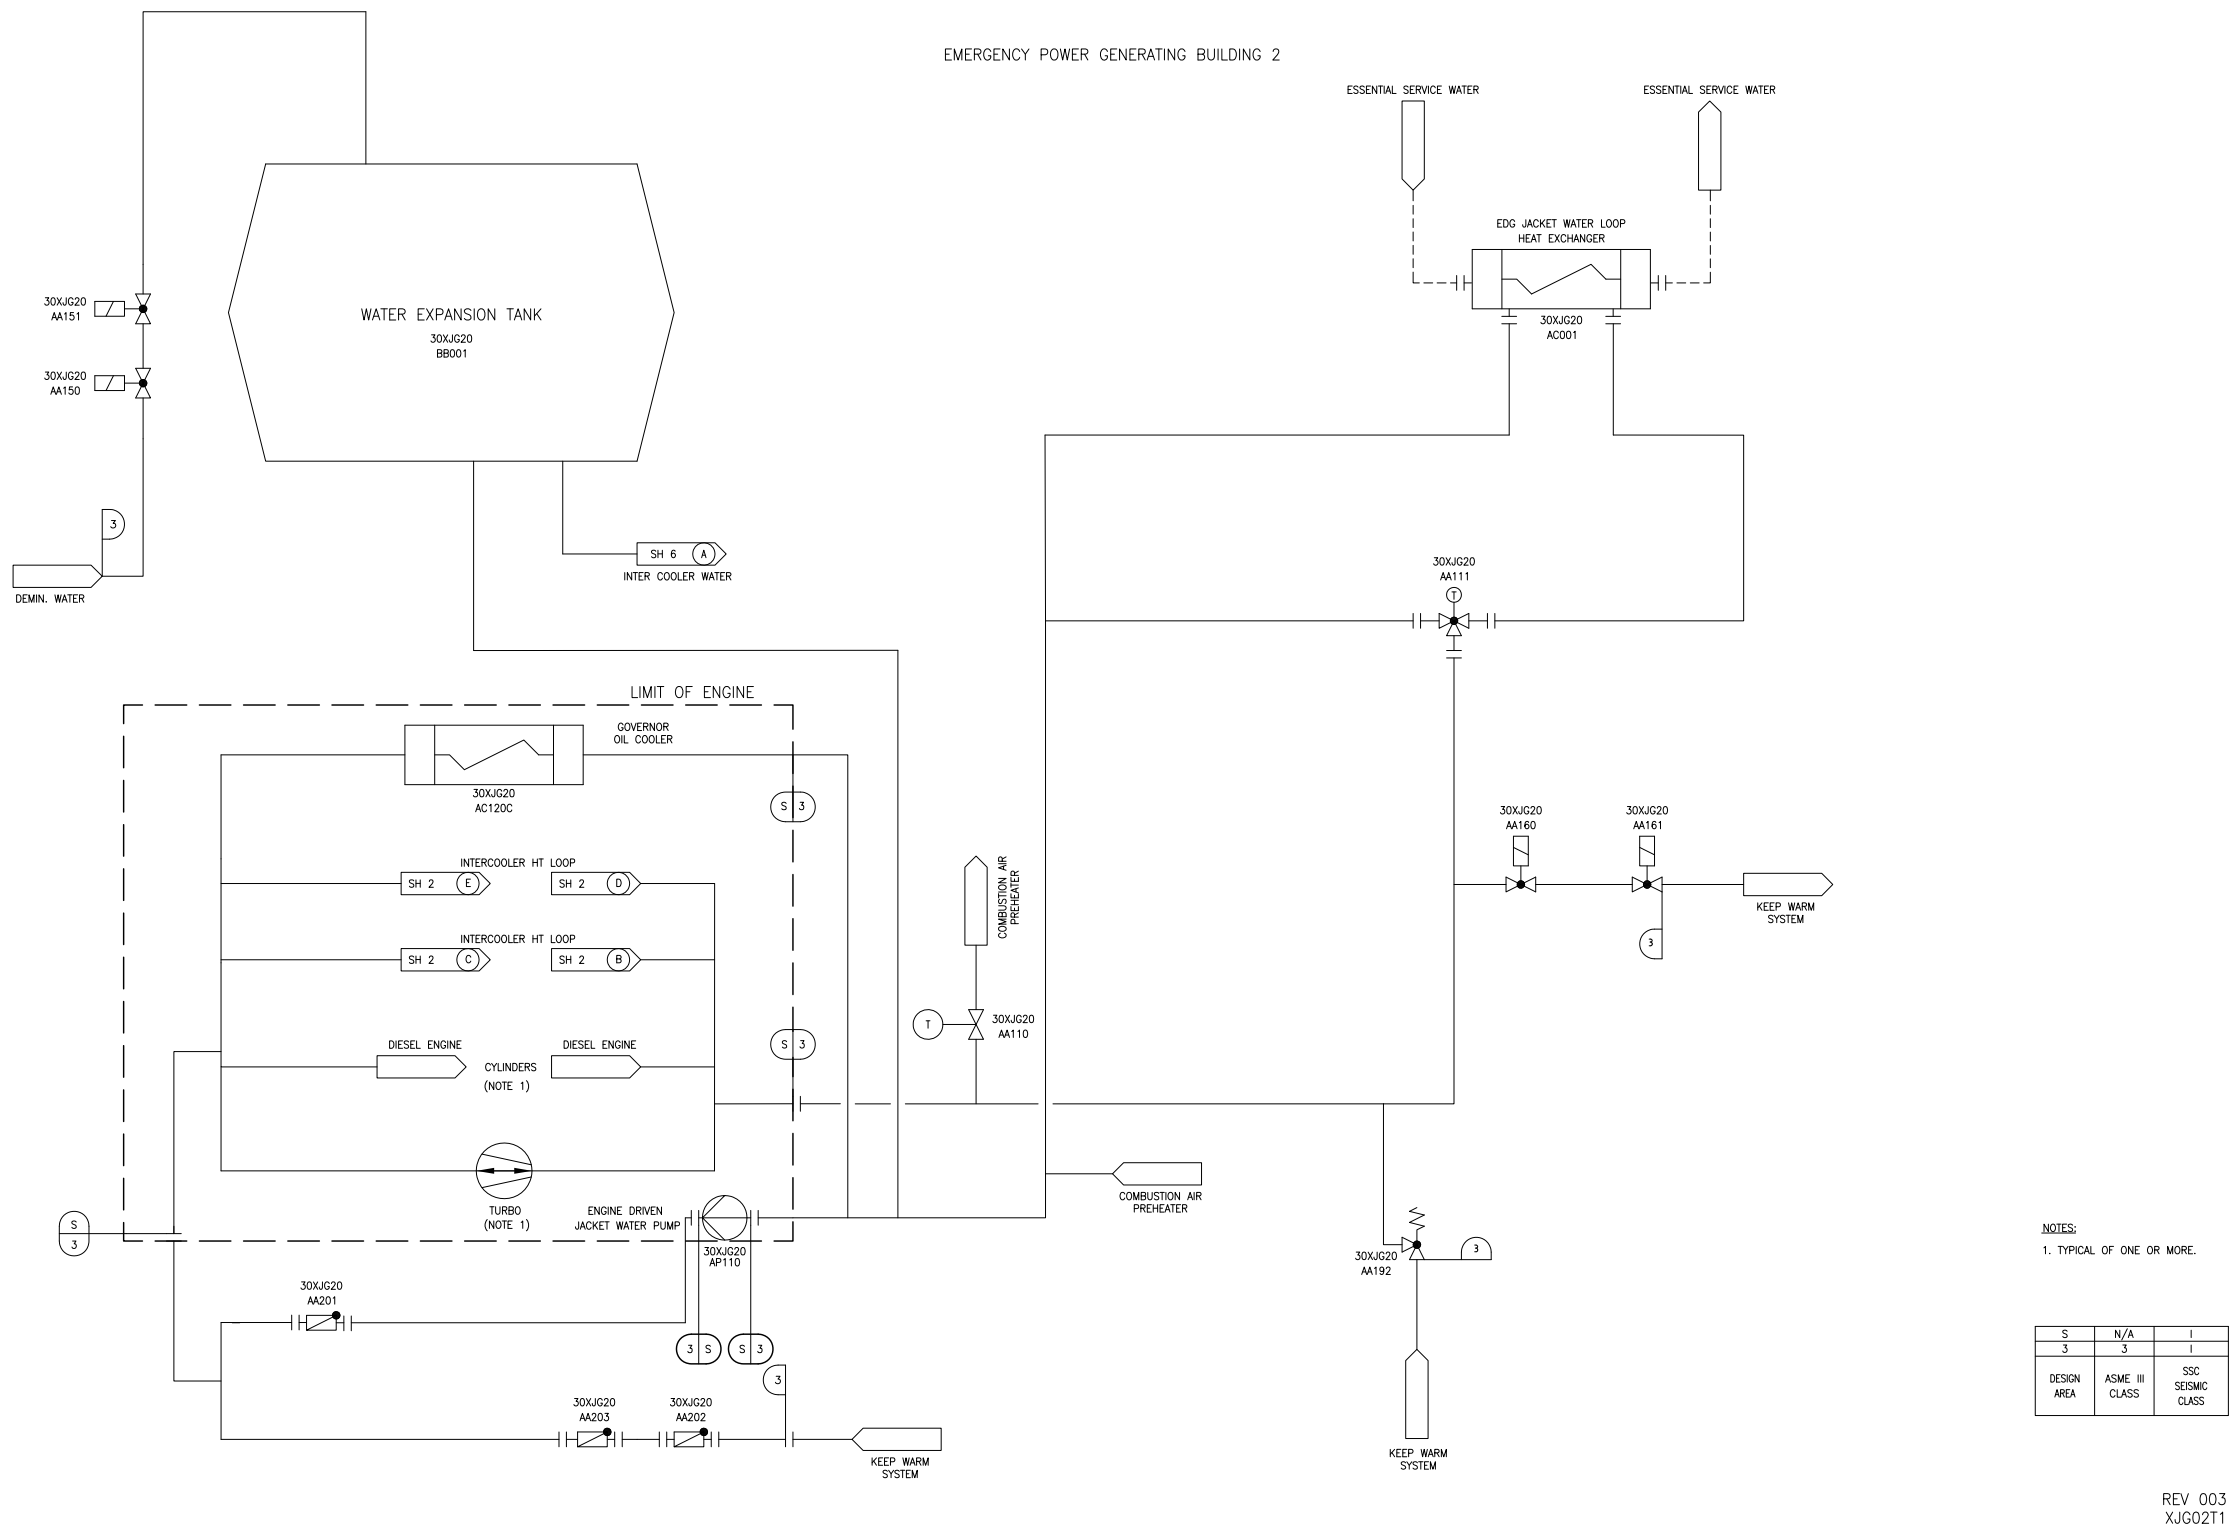 EMERGENCY POWER GENERATING BUILDING 2
ESSENTIAL SERVICE WATER
ESSENTIAL SERVICE WATER
EDG JACKET WATER LOOP
HEAT EXCHANGER
30XJG20
AC001
30XJG20
AA151
30XJG20
AA150
WATER EXPANSION TANK
30XJG20
BB001
3
DEMIN. WATER
SH 6 A
INTER COOLER WATER
30XJG20
AA111
T
LIMIT OF ENGINE
GOVERNOR
OIL COOLER
30XJG20
AC120C
S 3
INTERCOOLER HT LOOP
SH 2 E
SH 2 D
INTERCOOLER HT LOOP
SH 2 C
SH 2 B
DIESEL ENGINE
DIESEL ENGINE
CYLINDERS
(NOTE 1)
S 3
TURBO
(NOTE 1)
ENGINE DRIVEN
JACKET WATER PUMP
30XJG20
AP110
S
3
COMBUSTION AIR
PREHEATER
T
30XJG20
AA110
30XJG20
AA160
30XJG20
AA161
3
KEEP WARM
SYSTEM
COMBUSTION AIR
PREHEATER
30XJG20
AA192
3
KEEP WARM
SYSTEM
30XJG20
AA201
3 S
S 3
3
30XJG20
AA203
30XJG20
AA202
KEEP WARM
SYSTEM
NOTES:
1. TYPICAL OF ONE OR MORE.
S N/A I
3 3 I
DESIGN
AREA
ASME III
CLASS
SSC
SEISMIC
CLASS
REV 003
XJG02T1